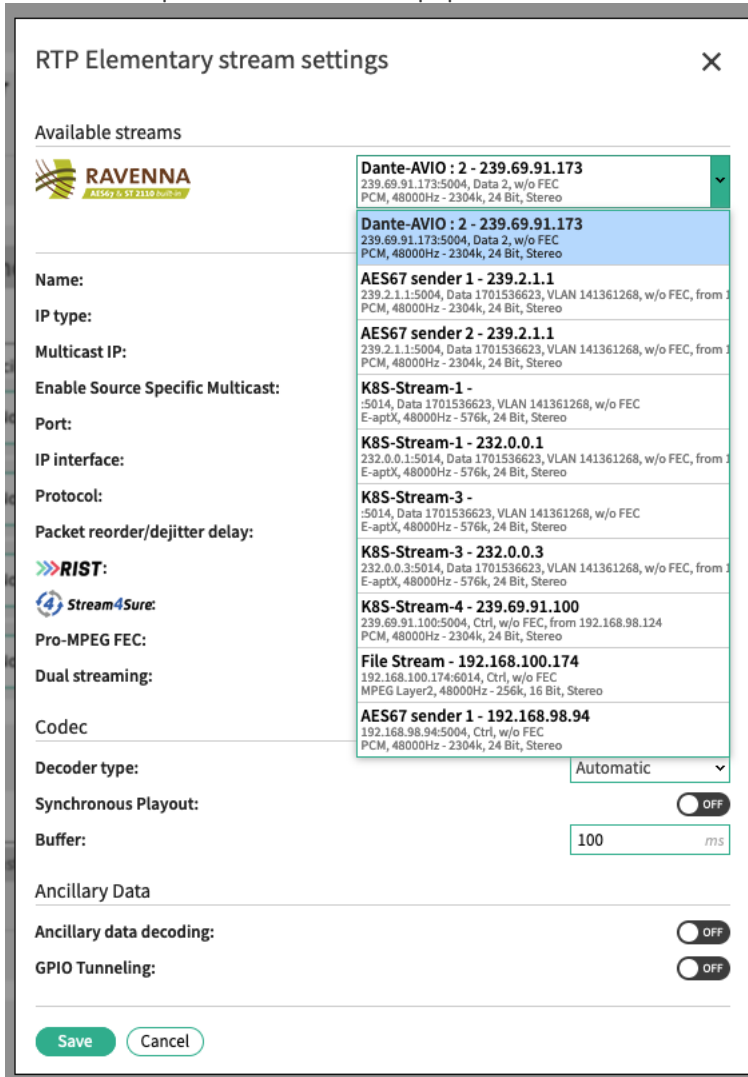 RTP Elementary stream settings
Available streams
RAVENNA
AES67 & ST 2110 built-in
Dante-AVIO : 2 - 239.69.91.173
239.69.91.173:5004, Data 2, w/o FEC
PCM, 48000Hz - 2304k, 24 Bit, Stereo
Dante-AVIO : 2 - 239.69.91.173
239.69.91.173:5004, Data 2, w/o FEC
PCM, 48000Hz - 2304k, 24 Bit, Stereo
AES67 sender 1 - 239.2.1.1
239.2.1.1:5004, Data 1701536623, VLAN 141361268, w/o FEC, from 1
PCM, 48000Hz - 2304k, 24 Bit, Stereo
AES67 sender 2 - 239.2.1.1
239.2.1.1:5004, Data 1701536623, VLAN 141361268, w/o FEC, from 1
PCM, 48000Hz - 2304k, 24 Bit, Stereo
K8S-Stream-1 -
:5014, Data 1701536623, VLAN 141361268, w/o FEC
E-aptX, 48000Hz - 576k, 24 Bit, Stereo
K8S-Stream-1 - 232.0.0.1
232.0.0.1:5014, Data 1701536623, VLAN 141361268, w/o FEC, from 1
E-aptX, 48000Hz - 576k, 24 Bit, Stereo
K8S-Stream-3 -
:5014, Data 1701536623, VLAN 141361268, w/o FEC
E-aptX, 48000Hz - 576k, 24 Bit, Stereo
K8S-Stream-3 - 232.0.0.3
232.0.0.3:5014, Data 1701536623, VLAN 141361268, w/o FEC, from 1
E-aptX, 48000Hz - 576k, 24 Bit, Stereo
K8S-Stream-4 - 239.69.91.100
239.69.91.100:5004, Ctrl, w/o FEC, from 192.168.98.124
PCM, 48000Hz - 2304k, 24 Bit, Stereo
File Stream - 192.168.100.174
192.168.100.174:6014, Ctrl, w/o FEC
MPEG Layer2, 48000Hz - 256k, 16 Bit, Stereo
AES67 sender 1 - 192.168.98.94
192.168.98.94:5004, Ctrl, w/o FEC
PCM, 48000Hz - 2304k, 24 Bit, Stereo
Name:
IP type:
Multicast IP:
Enable Source Specific Multicast:
Port:
IP interface:
Protocol:
Packet reorder/dejitter delay:
RIST:
Stream4Sure:
Pro-MPEG FEC:
Dual streaming:
Codec
Decoder type: Automatic
Synchronous Playout: OFF
Buffer: 100 ms
Ancillary Data
Ancillary data decoding: OFF
GPIO Tunneling: OFF
Save Cancel